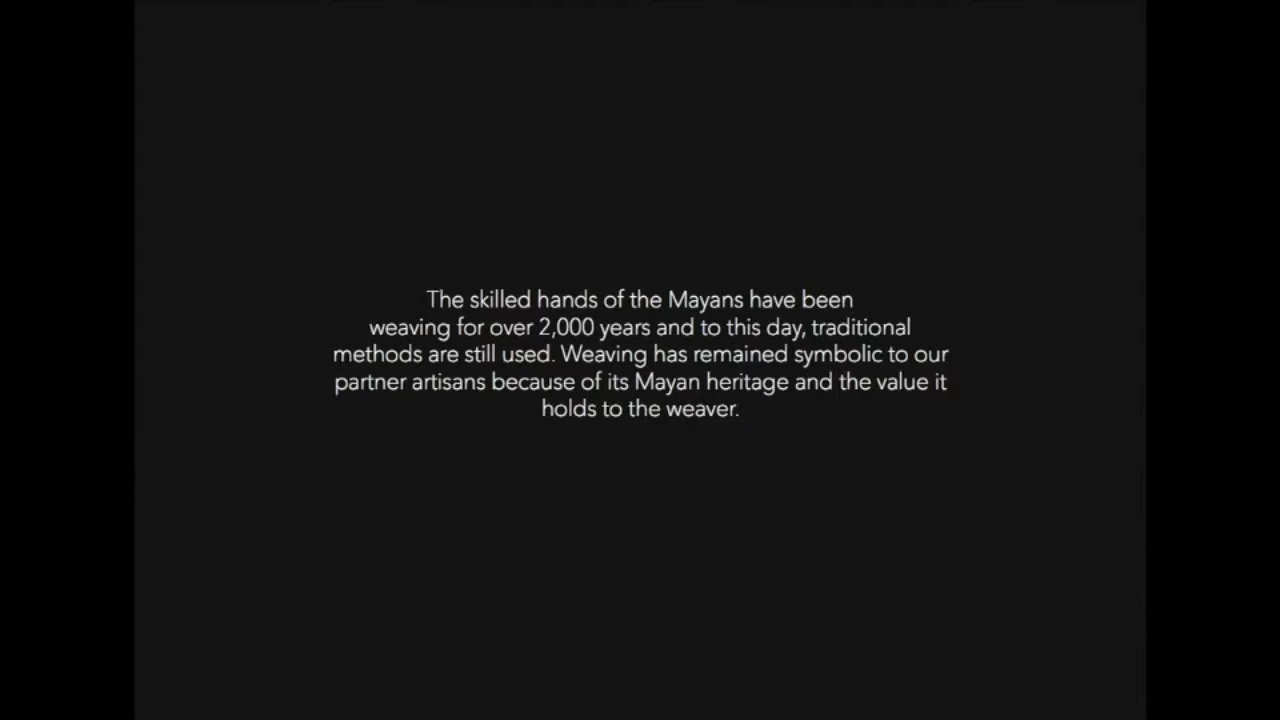 The skilled hands of the Mayans have been
weaving for over 2,000 years and to this day, traditional
methods are still used. Weaving has remained symbolic to our
partner artisans because of its Mayan heritage and the value it
holds to the weaver.